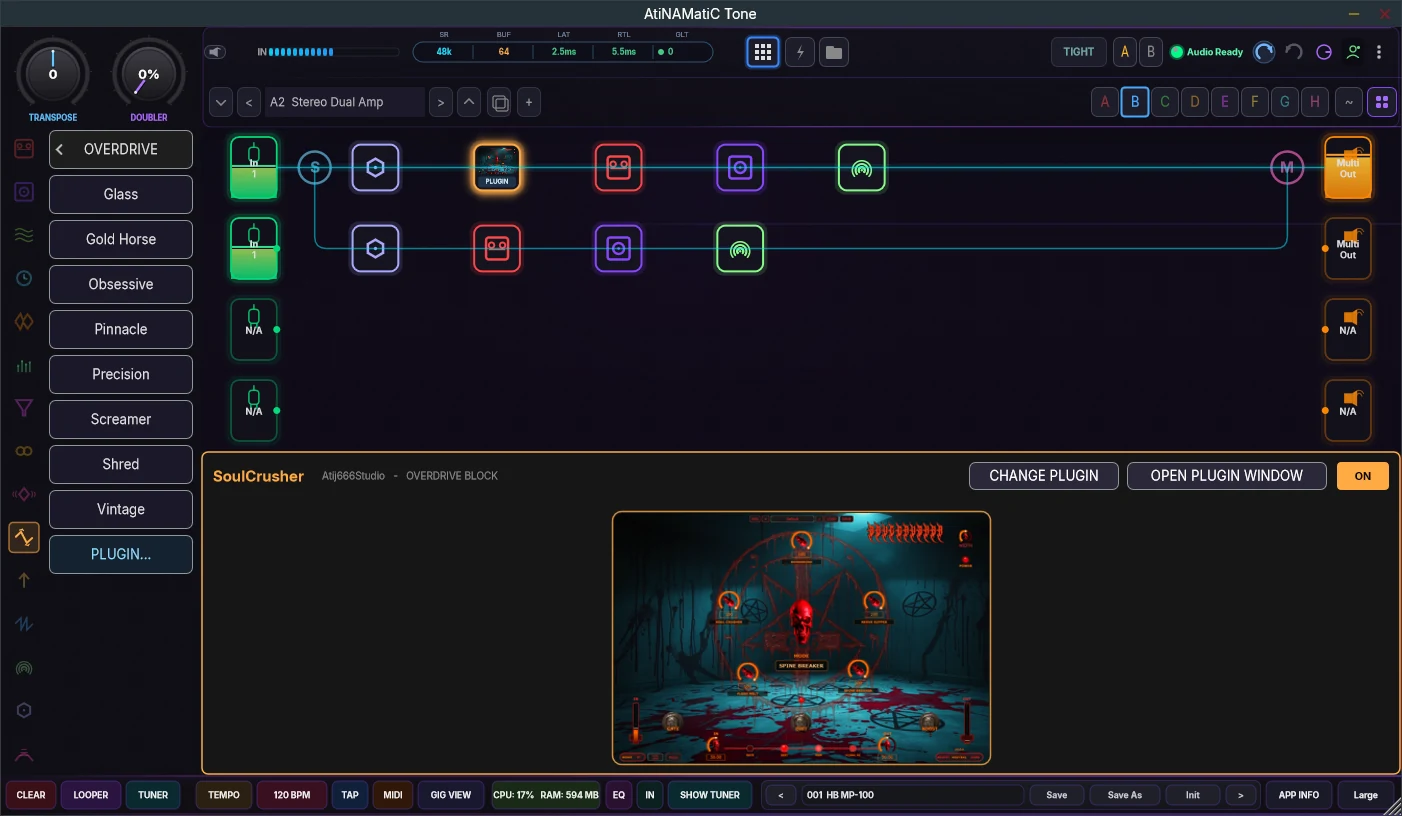 AtiNAMatiC Tone
0
0%
TRANSPOSE
DOUBLER
IN
SR
BUF
LAT
RTL
GLT
48k
64
2.5ms
5.5ms
0
TIGHT
A
B
Audio Ready
<
A2 Stereo Dual Amp
>
+
A
B
C
D
E
F
G
H
~
OVERDRIVE
Glass
Gold Horse
Obsessive
Pinnacle
Precision
Screamer
Shred
Vintage
PLUGIN...
In
1
S
PLUGIN
M
Multi
Out
In
1
Multi
Out
N/A
N/A
N/A
N/A
SoulCrusher
Atij666Studio - OVERDRIVE BLOCK
CHANGE PLUGIN
OPEN PLUGIN WINDOW
ON
SPINE BREAKER
CLEAR
LOOPER
TUNER
TEMPO
120 BPM
TAP
MIDI
GIG VIEW
CPU: 17% RAM: 594 MB
EQ
IN
SHOW TUNER
<
001 HB MP-100
Save
Save As
Init
>
APP INFO
Large